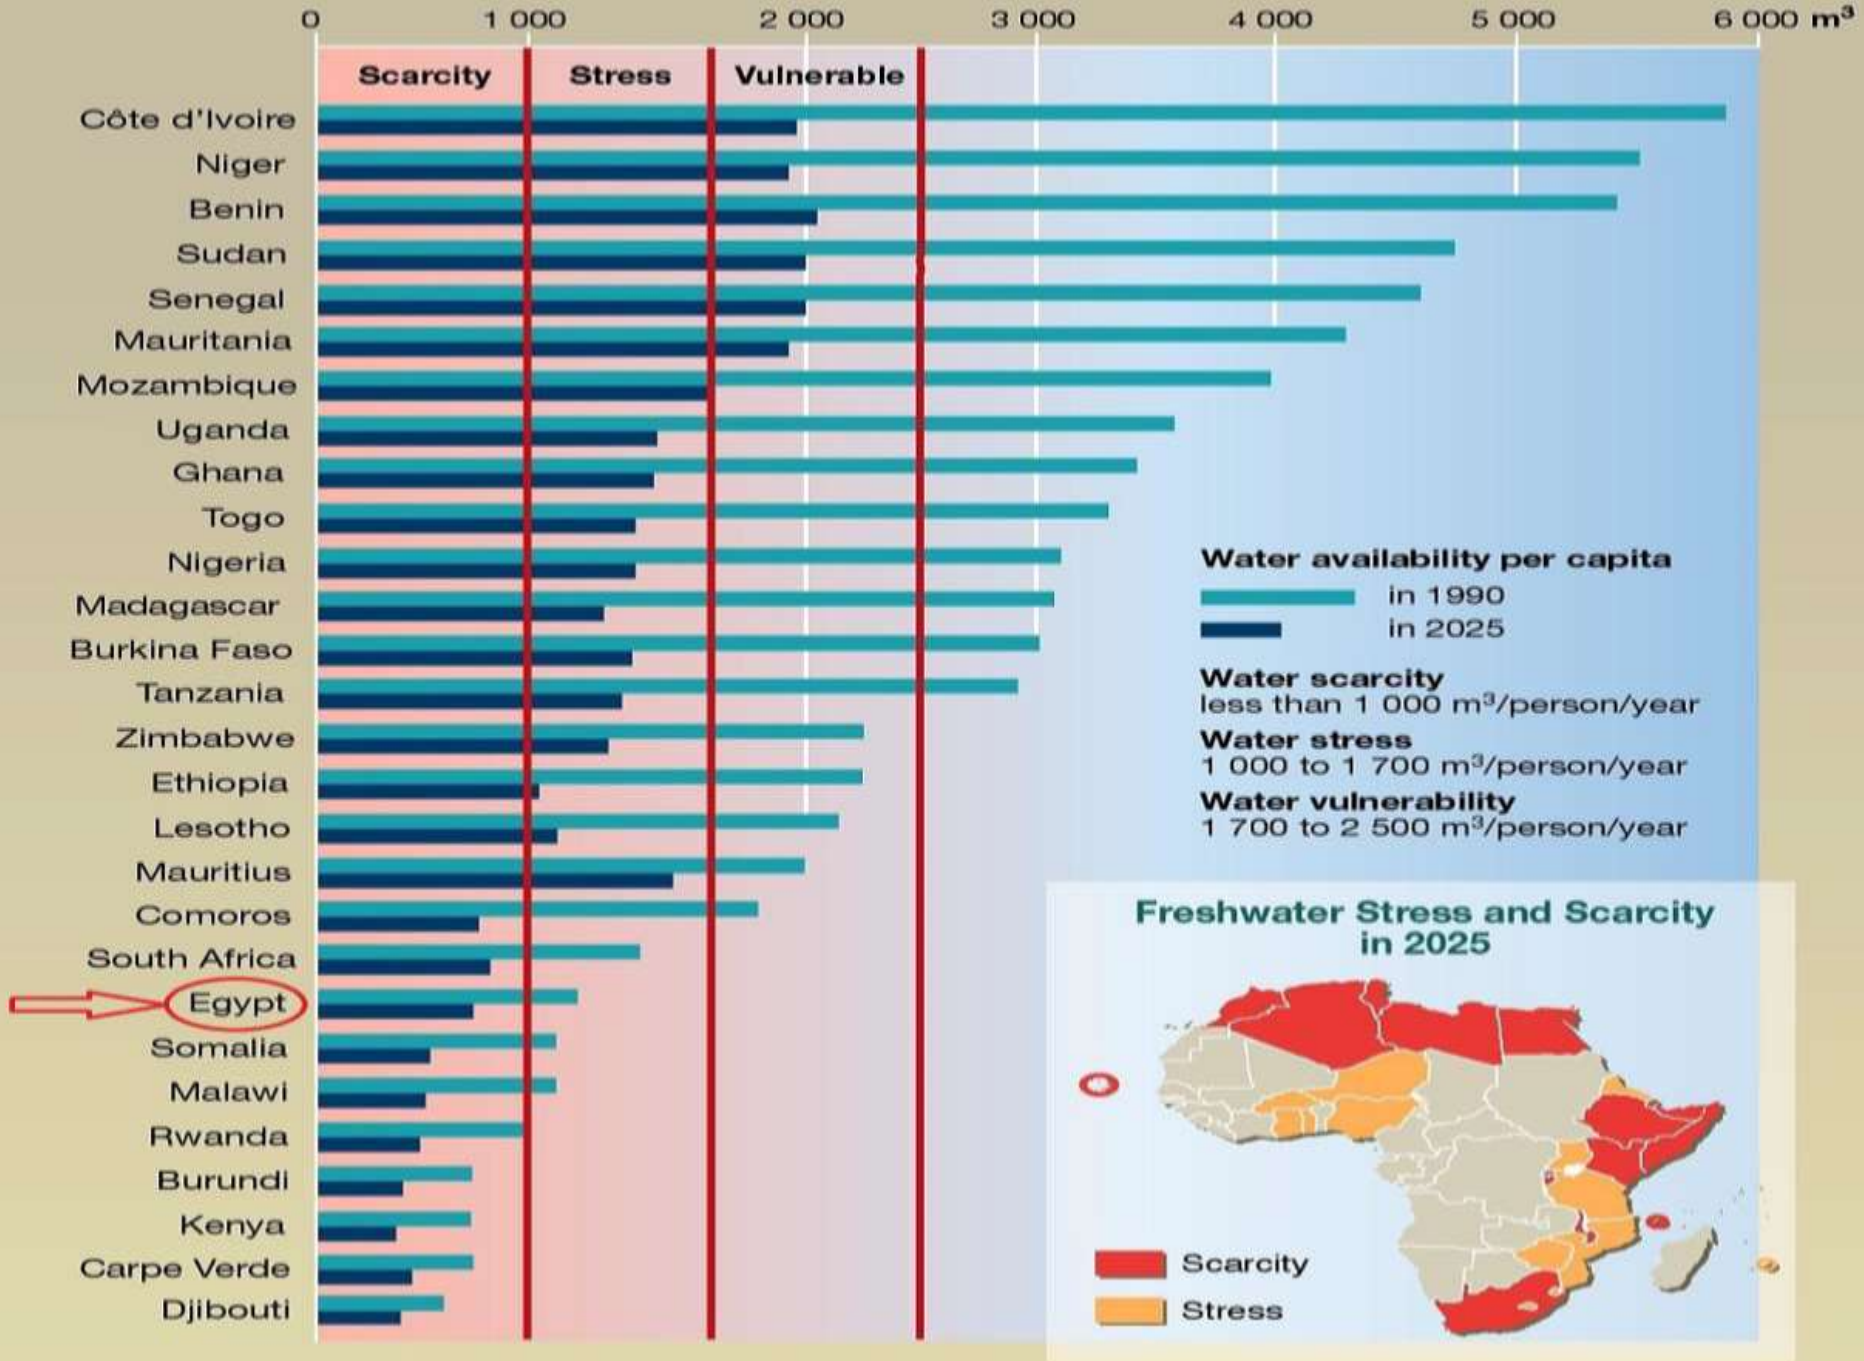 0 1 000 2 000 3 000 4 000 5 000 6 000 m³
Scarcity Stress Vulnerable
Côte d'Ivoire
Niger
Benin
Sudan
Senegal
Mauritania
Mozambique
Uganda
Ghana
Togo
Nigeria
Madagascar
Burkina Faso
Tanzania
Zimbabwe
Ethiopia
Lesotho
Mauritius
Comoros
South Africa
Egypt
Somalia
Malawi
Rwanda
Burundi
Kenya
Carpe Verde
Djibouti
Water availability per capita
in 1990
in 2025
Water scarcity
less than 1 000 m³/person/year
Water stress
1 000 to 1 700 m³/person/year
Water vulnerability
1 700 to 2 500 m³/person/year
Freshwater Stress and Scarcity
in 2025
Scarcity
Stress